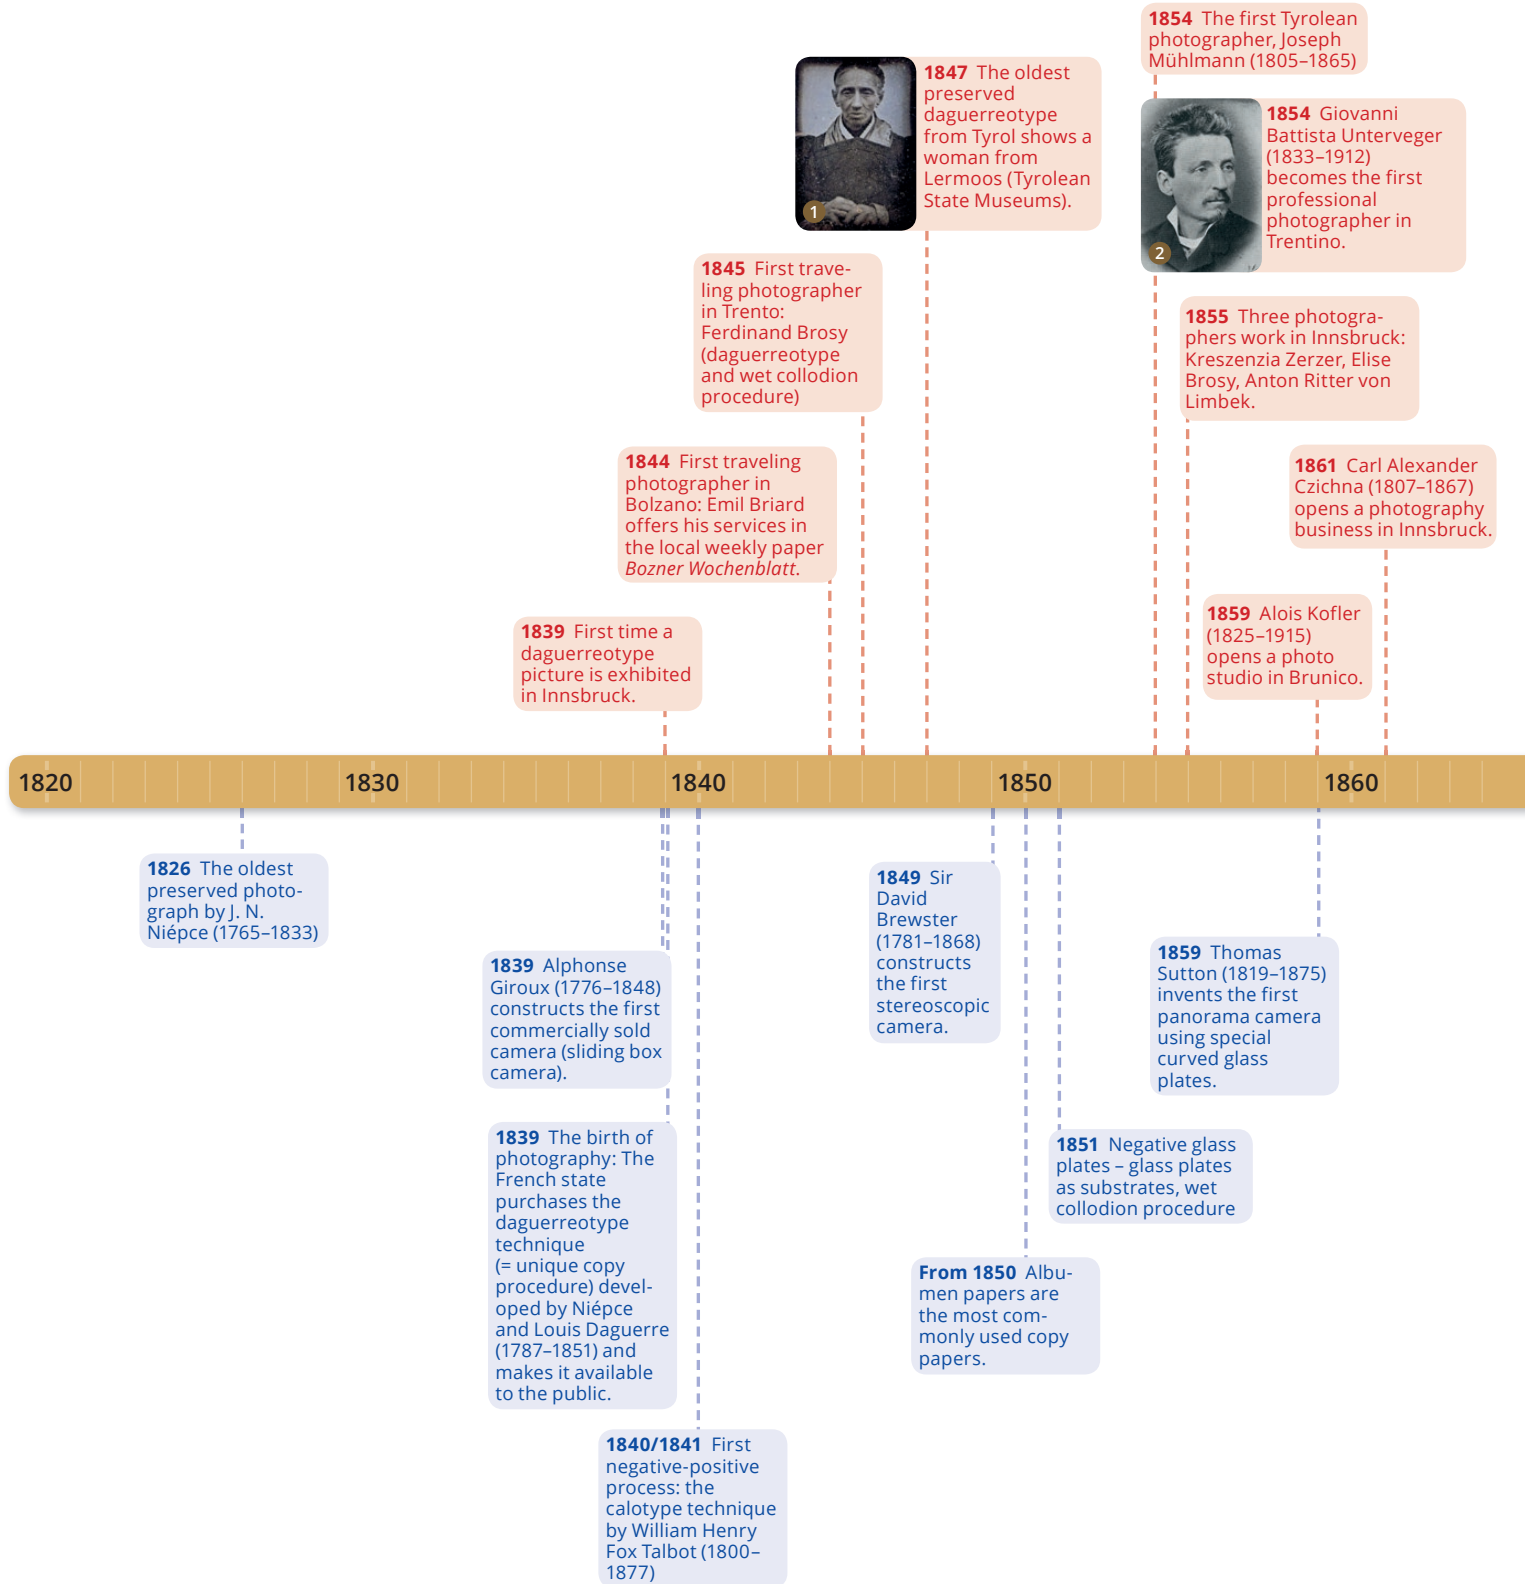 1854 The first Tyrolean
photographer, Joseph
Mühlmann (1805–1865)
1847 The oldest
preserved
daguerreotype
from Tyrol shows a
woman from
Lermoos (Tyrolean
State Museums).
1
1854 Giovanni
Battista Unterveger
(1833–1912)
becomes the first
professional
photographer in
Trentino.
2
1845 First trave-
ling photographer
in Trento:
Ferdinand Brosy
(daguerreotype
and wet collodion
procedure)
1855 Three photogra-
phers work in Innsbruck:
Kreszenzia Zerzer, Elise
Brosy, Anton Ritter von
Limbek.
1844 First traveling
photographer in
Bolzano: Emil Briard
offers his services in
the local weekly paper
Bozner Wochenblatt.
1861 Carl Alexander
Czichna (1807–1867)
opens a photography
business in Innsbruck.
1859 Alois Kofler
(1825–1915)
opens a photo
studio in Brunico.
1839 First time a
daguerreotype
picture is exhibited
in Innsbruck.
1820 1830 1840 1850 1860
1826 The oldest
preserved photo-
graph by J. N.
Niépce (1765–1833)
1839 Alphonse
Giroux (1776–1848)
constructs the first
commercially sold
camera (sliding box
camera).
1849 Sir
David
Brewster
(1781–1868)
constructs
the first
stereoscopic
camera.
1859 Thomas
Sutton (1819–1875)
invents the first
panorama camera
using special
curved glass
plates.
1839 The birth of
photography: The
French state
purchases the
daguerreotype
technique
(= unique copy
procedure) devel-
oped by Niépce
and Louis Daguerre
(1787–1851) and
makes it available
to the public.
1851 Negative glass
plates – glass plates
as substrates, wet
collodion procedure
From 1850 Albu-
men papers are
the most com-
monly used copy
papers.
1840/1841 First
negative-positive
process: the
calotype technique
by William Henry
Fox Talbot (1800–
1877)